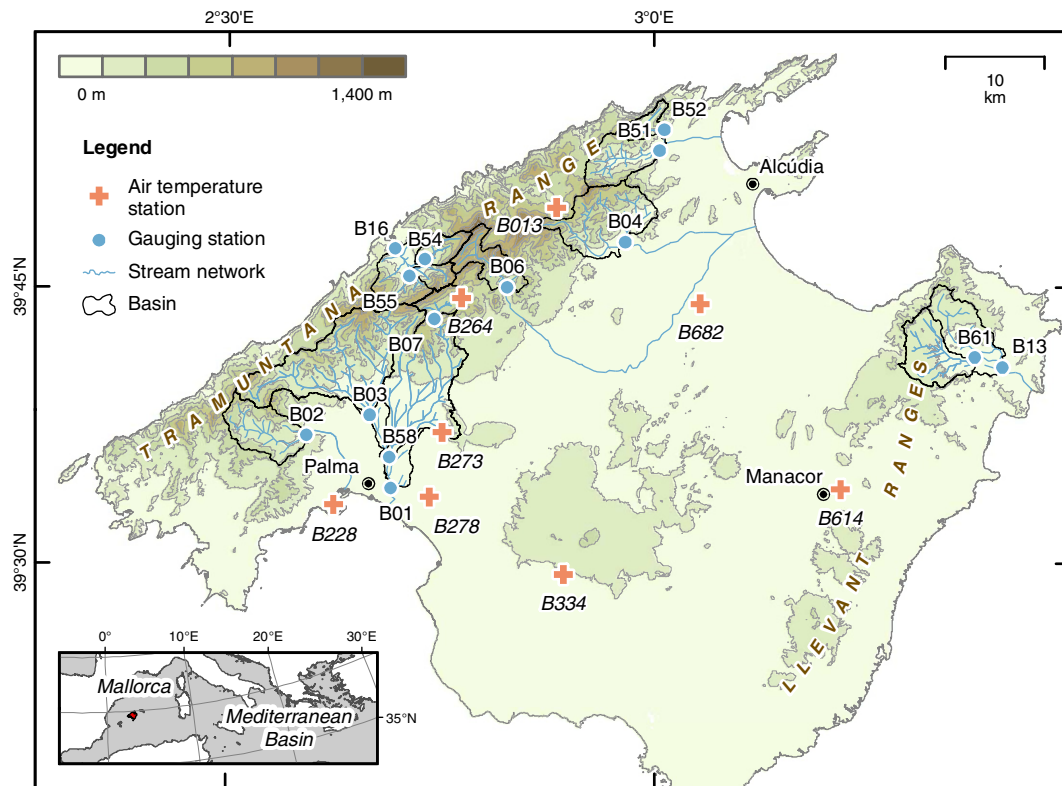 2°30'E
3°0'E
0 m
1,400 m
10
km
Legend
Air temperature
station
Gauging station
Stream network
Basin
39°45'N
39°30'N
TRAMUNTANA
RANGE
B52
B51
Alcúdia
B013
B04
B16
B54
B06
B55
B264
B682
B07
B61
B13
B03
B02
B58
B273
Palma
Manacor
B01
B278
B228
B614
B334
LLEVANT
RANGES
0°
10°E
20°E
30°E
Mallorca
Mediterranean
Basin
35°N